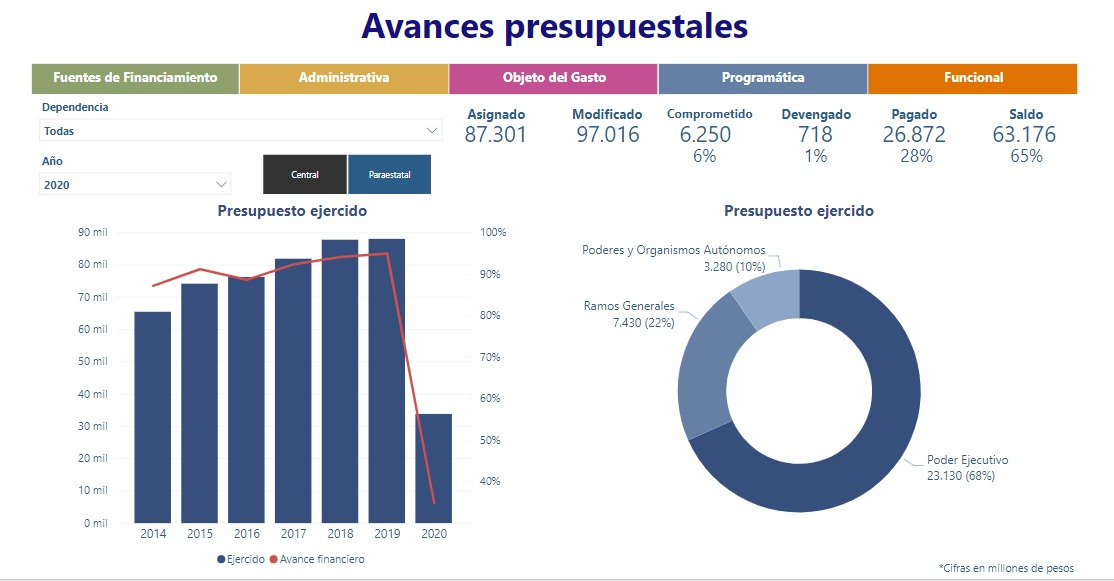 Avances presupuestales
Fuentes de Financiamiento
Administrativa
Objeto del Gasto
Programática
Funcional
Dependencia
Todas
Año
2020
Central
Paraestatal
Asignado
87.301
Modificado
97.016
Comprometido
6.250
6%
Devengado
718
1%
Pagado
26.872
28%
Saldo
63.176
65%
Presupuesto ejercido
90 mil
80 mil
70 mil
60 mil
50 mil
40 mil
30 mil
20 mil
10 mil
0 mil
100%
90%
80%
70%
60%
50%
40%
2014 2015 2016 2017 2018 2019 2020
Ejercido Avance financiero
Presupuesto ejercido
Poderes y Organismos Autónomos
3.280 (10%)
Ramos Generales
7.430 (22%)
Poder Ejecutivo
23.130 (68%)
*Cifras en millones de pesos